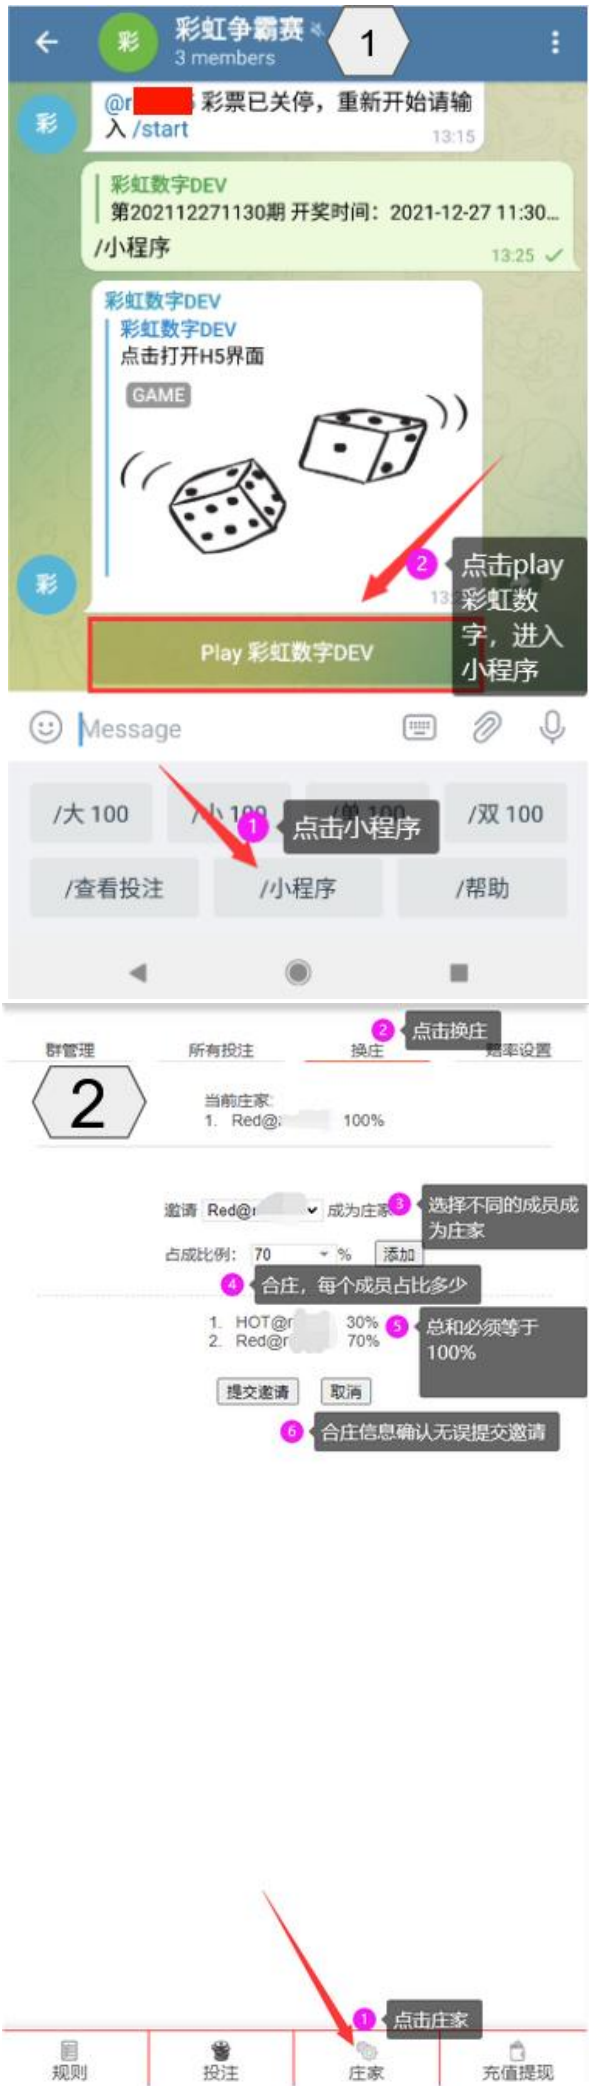 彩
彩虹争霸赛
1
3 members
@r 彩票已关停，重新开始请输
入 /start
13:15
彩
彩虹数字DEV
第202112271130期 开奖时间：2021-12-27 11:30...
/小程序
13:25
彩虹数字DEV
彩虹数字DEV
点击打开H5界面
GAME
彩
2 点击play
彩虹数
字，进入
小程序
Play 彩虹数字DEV
Message
/大 100
/小 100
/单 100
/双 100
1 点击小程序
/查看投注
/小程序
/帮助
2 点击换庄
群管理
所有投注
换庄
赔率设置
2
当前庄家:
1. Red@ 100%
邀请 Red@r 成为庄家
3 选择不同的成员成
为庄家
占成比例： 70 % 添加
4 合庄，每个成员占比多少
1. HOT@r 30%
2. Red@r 70%
5 总和必须等于
100%
提交邀请 取消
6 合庄信息确认无误提交邀请
1 点击庄家
规则
投注
庄家
充值提现